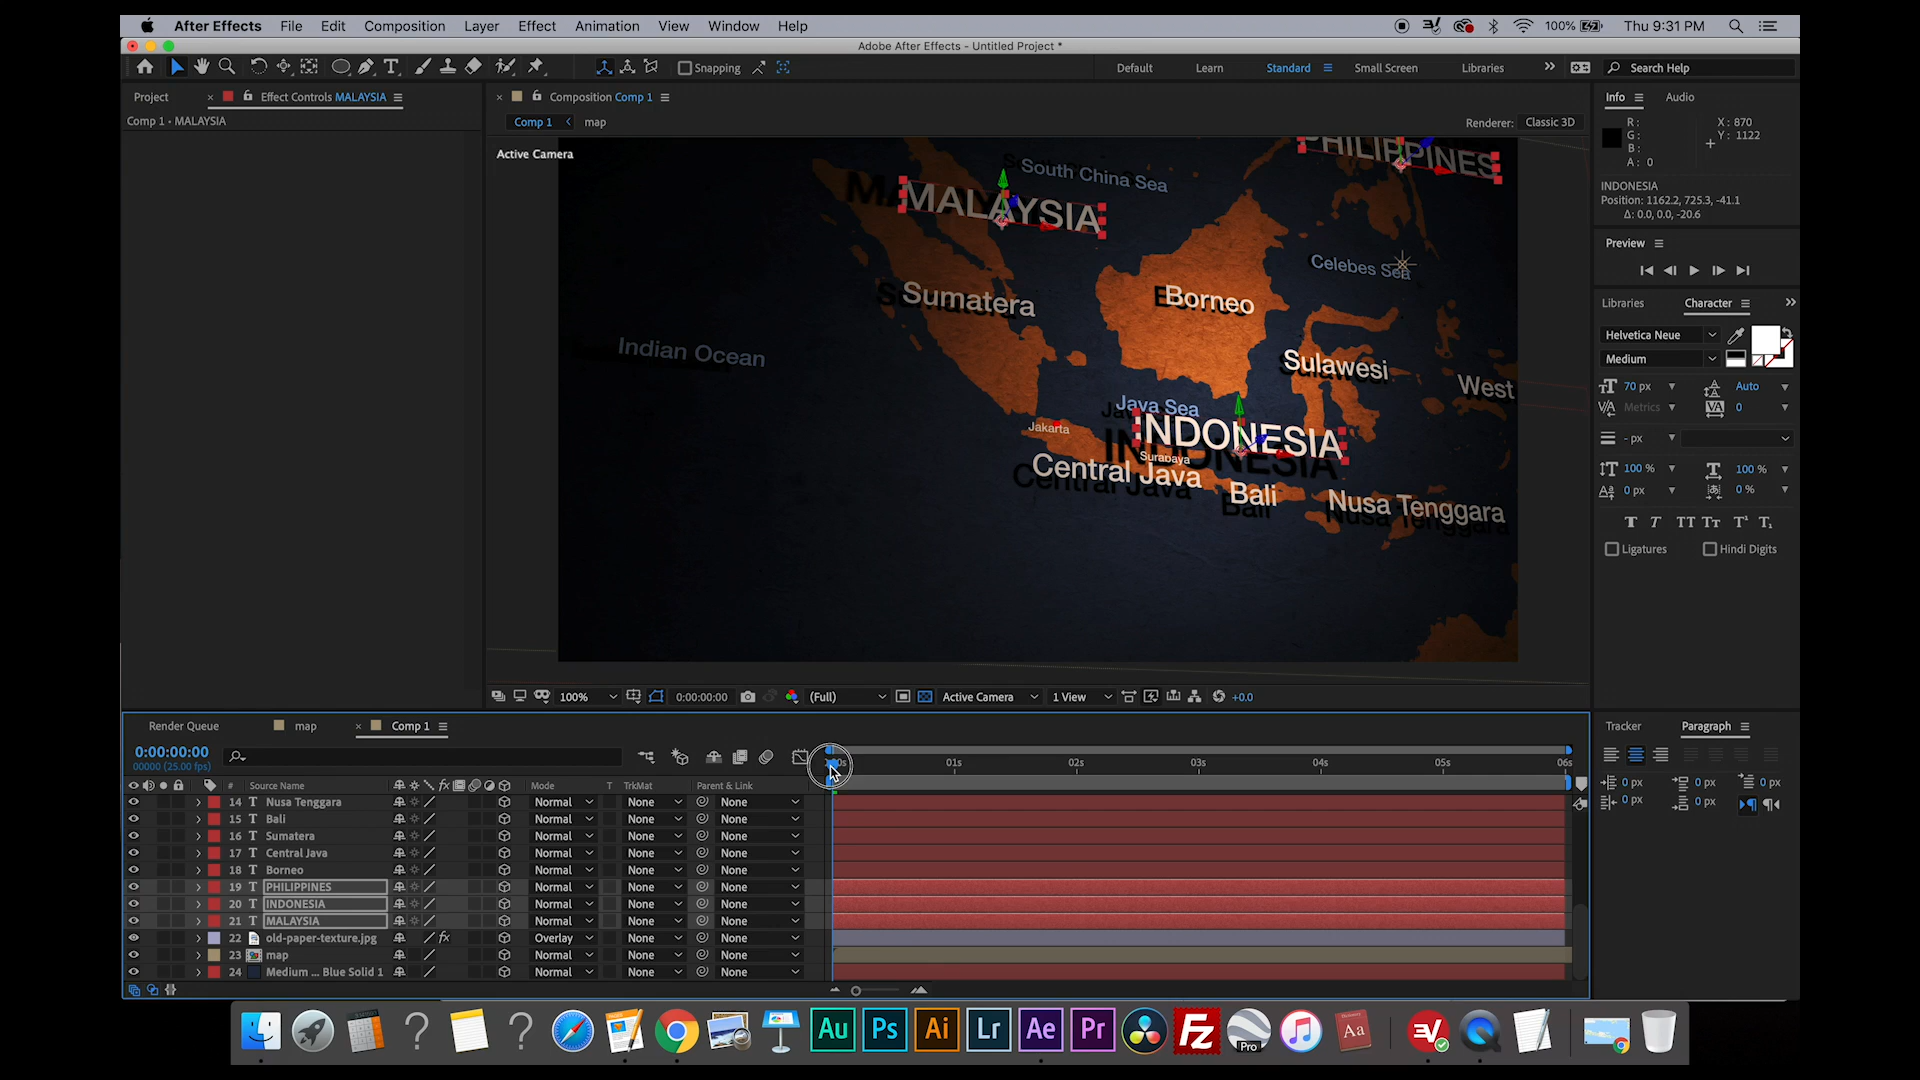 After Effects File Edit Composition Layer Effect Animation View Window Help 100% Thu 9:31 PM
Adobe After Effects - Untitled Project *
Snapping Default Learn Standard Small Screen Libraries Search Help
Project Effect Controls MALAYSIA Composition Comp 1 Info Audio
Comp 1 • MALAYSIA
Comp 1 map Renderer: Classic 3D
Active Camera
R :
G :
B :
A : 0
X : 870
Y : 1122
INDONESIA
Position: 1162.2, 725.3, -41.1
Δ: 0.0, 0.0, -20.6
PHILIPPINES
South China Sea
MALAYSIA
Celebes Sea
Sumatera
Borneo
Indian Ocean
Sulawesi
West
Java Sea
Jakarta
INDONESIA
Surabaya
Central Java
Bali
Nusa Tenggara
Preview
Libraries Character
Helvetica Neue
Medium
70 px Auto
Metrics 0
- px
100 % 100 %
0 px 0 %
T T TT Tt T¹ T₁
Ligatures Hindi Digits
100% 0:00:00:00 (Full) Active Camera 1 View +0.0
Render Queue map Comp 1 Tracker Paragraph
0:00:00:00
00000 (25.00 fps)
01s 02s 03s 04s 05s 06s
# Source Name Mode T TrkMat Parent & Link
14 T Nusa Tenggara Normal None None
15 T Bali Normal None None
16 T Sumatera Normal None None
17 T Central Java Normal None None
18 T Borneo Normal None None
19 T PHILIPPINES Normal None None
20 T INDONESIA Normal None None
21 T MALAYSIA Normal None None
22 old-paper-texture.jpg fx Overlay None None
23 map Normal None None
24 Medium ... Blue Solid 1 Normal None None
0 px 0 px 0 px
0 px 0 px
Au Ps Ai Lr Ae Pr Fz Pro Aa